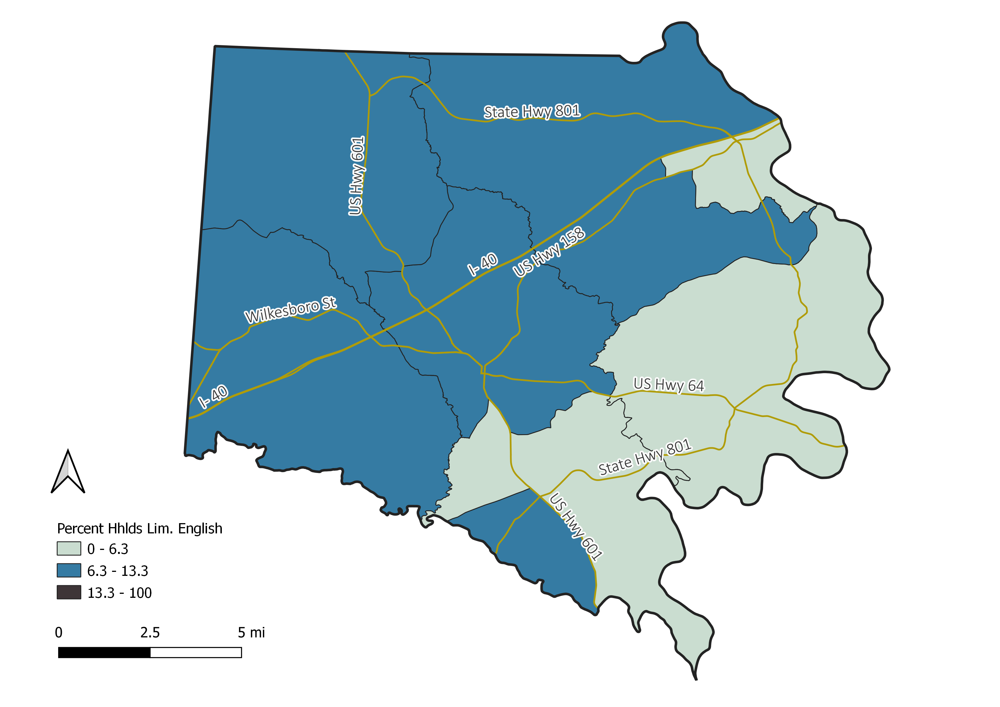 State Hwy 801
US Hwy 601
I- 40
US Hwy 158
Wilkesboro St
I- 40
US Hwy 64
State Hwy 801
US Hwy 601
Percent Hhlds Lim. English
0 - 6.3
6.3 - 13.3
13.3 - 100
0 2.5 5 mi